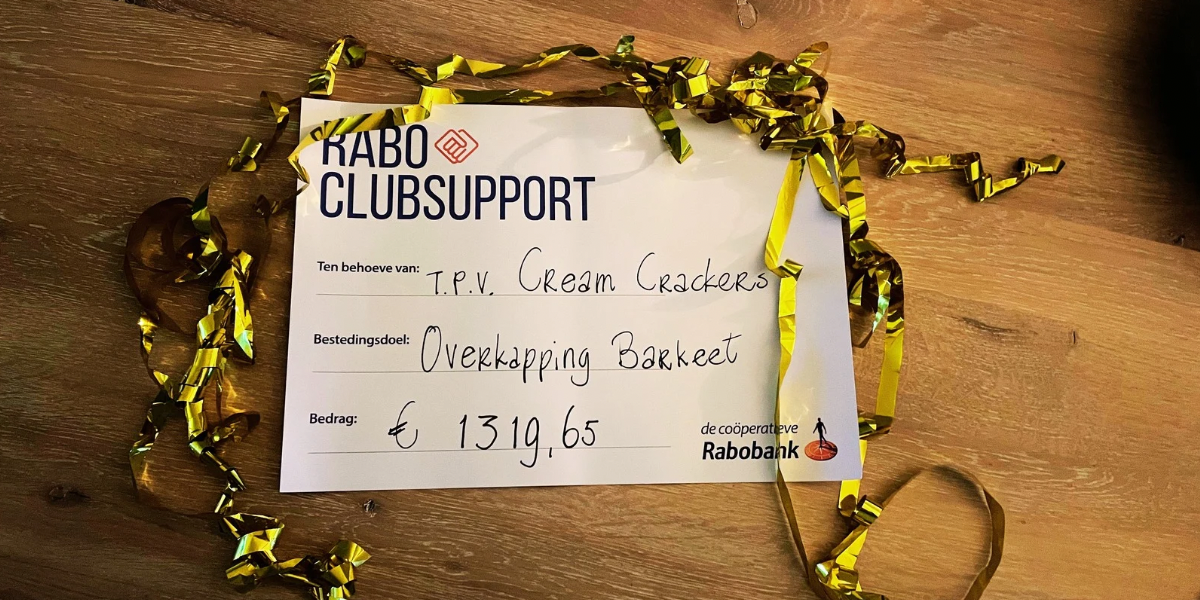 RABO
CLUBSUPPORT
Ten behoeve van: T.P.V. Cream Crackers
Bestedingsdoel: Overkapping Barkeet
Bedrag: € 1319,65
de coöperatieve
Rabobank